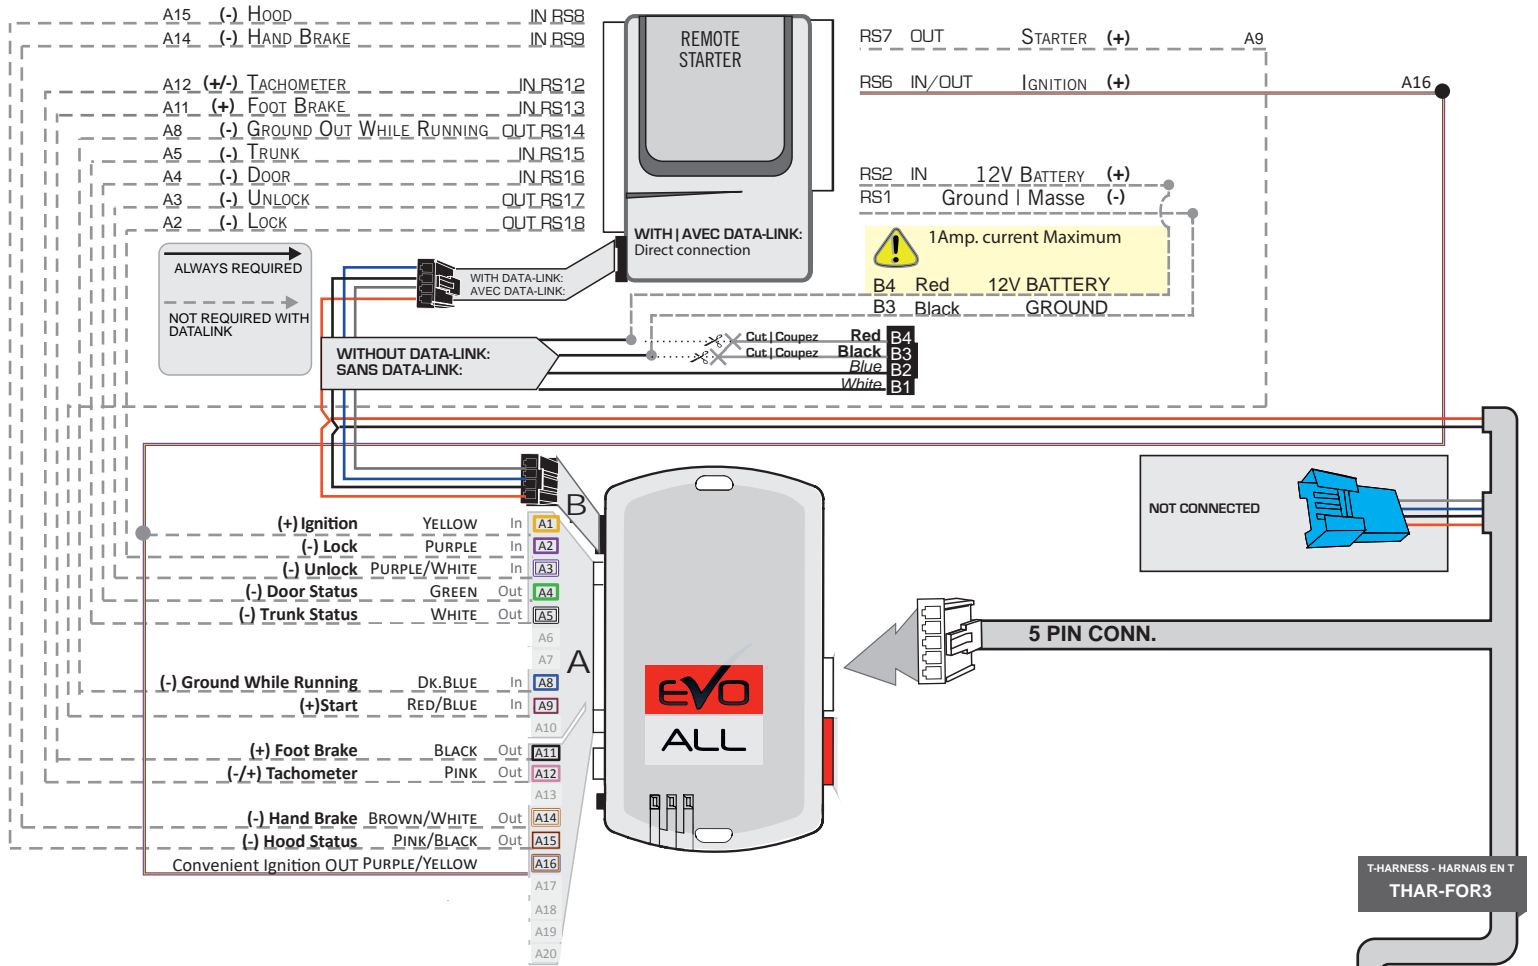 A15 (-) HOOD IN RS8
A14 (-) HAND BRAKE IN RS9
A12 (+/-) TACHOMETER IN RS12
A11 (+) FOOT BRAKE IN RS13
A8 (-) GROUND OUT WHILE RUNNING OUT RS14
A5 (-) TRUNK IN RS15
A4 (-) DOOR IN RS16
A3 (-) UNLOCK OUT RS17
A2 (-) LOCK OUT RS18
REMOTE
STARTER
WITH | AVEC DATA-LINK:
Direct connection
RS7 OUT STARTER (+) A9
RS6 IN/OUT IGNITION (+) A16
RS2 IN 12V BATTERY (+)
RS1 Ground | Masse (-)
1Amp. current Maximum
B4 Red 12V BATTERY
B3 Black GROUND
ALWAYS REQUIRED
NOT REQUIRED WITH
DATALINK
WITH DATA-LINK:
AVEC DATA-LINK:
WITHOUT DATA-LINK:
SANS DATA-LINK:
Cut | Coupez Red B4
Cut | Coupez Black B3
Blue B2
White B1
NOT CONNECTED
B
A
(+) Ignition YELLOW In A1
(-) Lock PURPLE In A2
(-) Unlock PURPLE/WHITE In A3
(-) Door Status GREEN Out A4
(-) Trunk Status WHITE Out A5
A6
A7
(-) Ground While Running DK.BLUE In A8
(+)Start RED/BLUE In A9
A10
(+) Foot Brake BLACK Out A11
(-/+) Tachometer PINK Out A12
A13
(-) Hand Brake BROWN/WHITE Out A14
(-) Hood Status PINK/BLACK Out A15
Convenient Ignition OUT PURPLE/YELLOW A16
A17
A18
A19
A20
EVO
ALL
5 PIN CONN.
T-HARNESS - HARNAIS EN T
THAR-FOR3